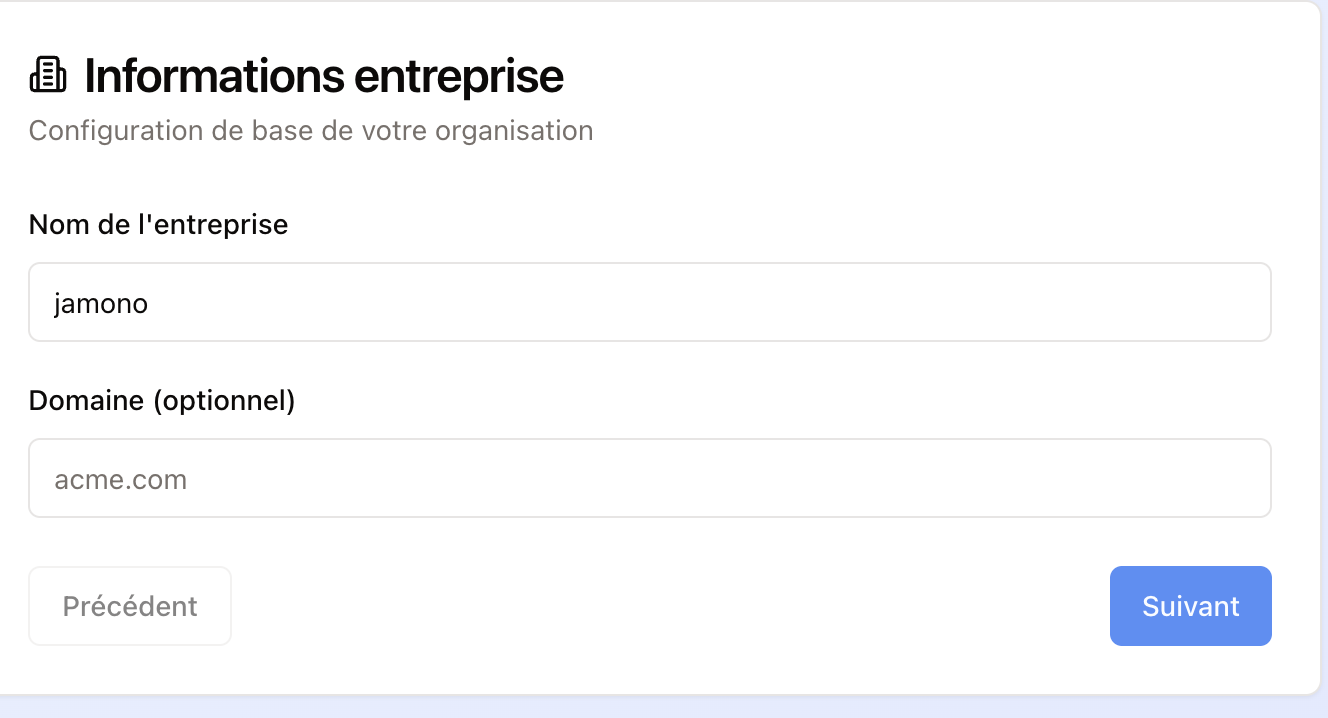 Informations entreprise
Configuration de base de votre organisation
Nom de l'entreprise
jamono
Domaine (optionnel)
acme.com
Précédent
Suivant